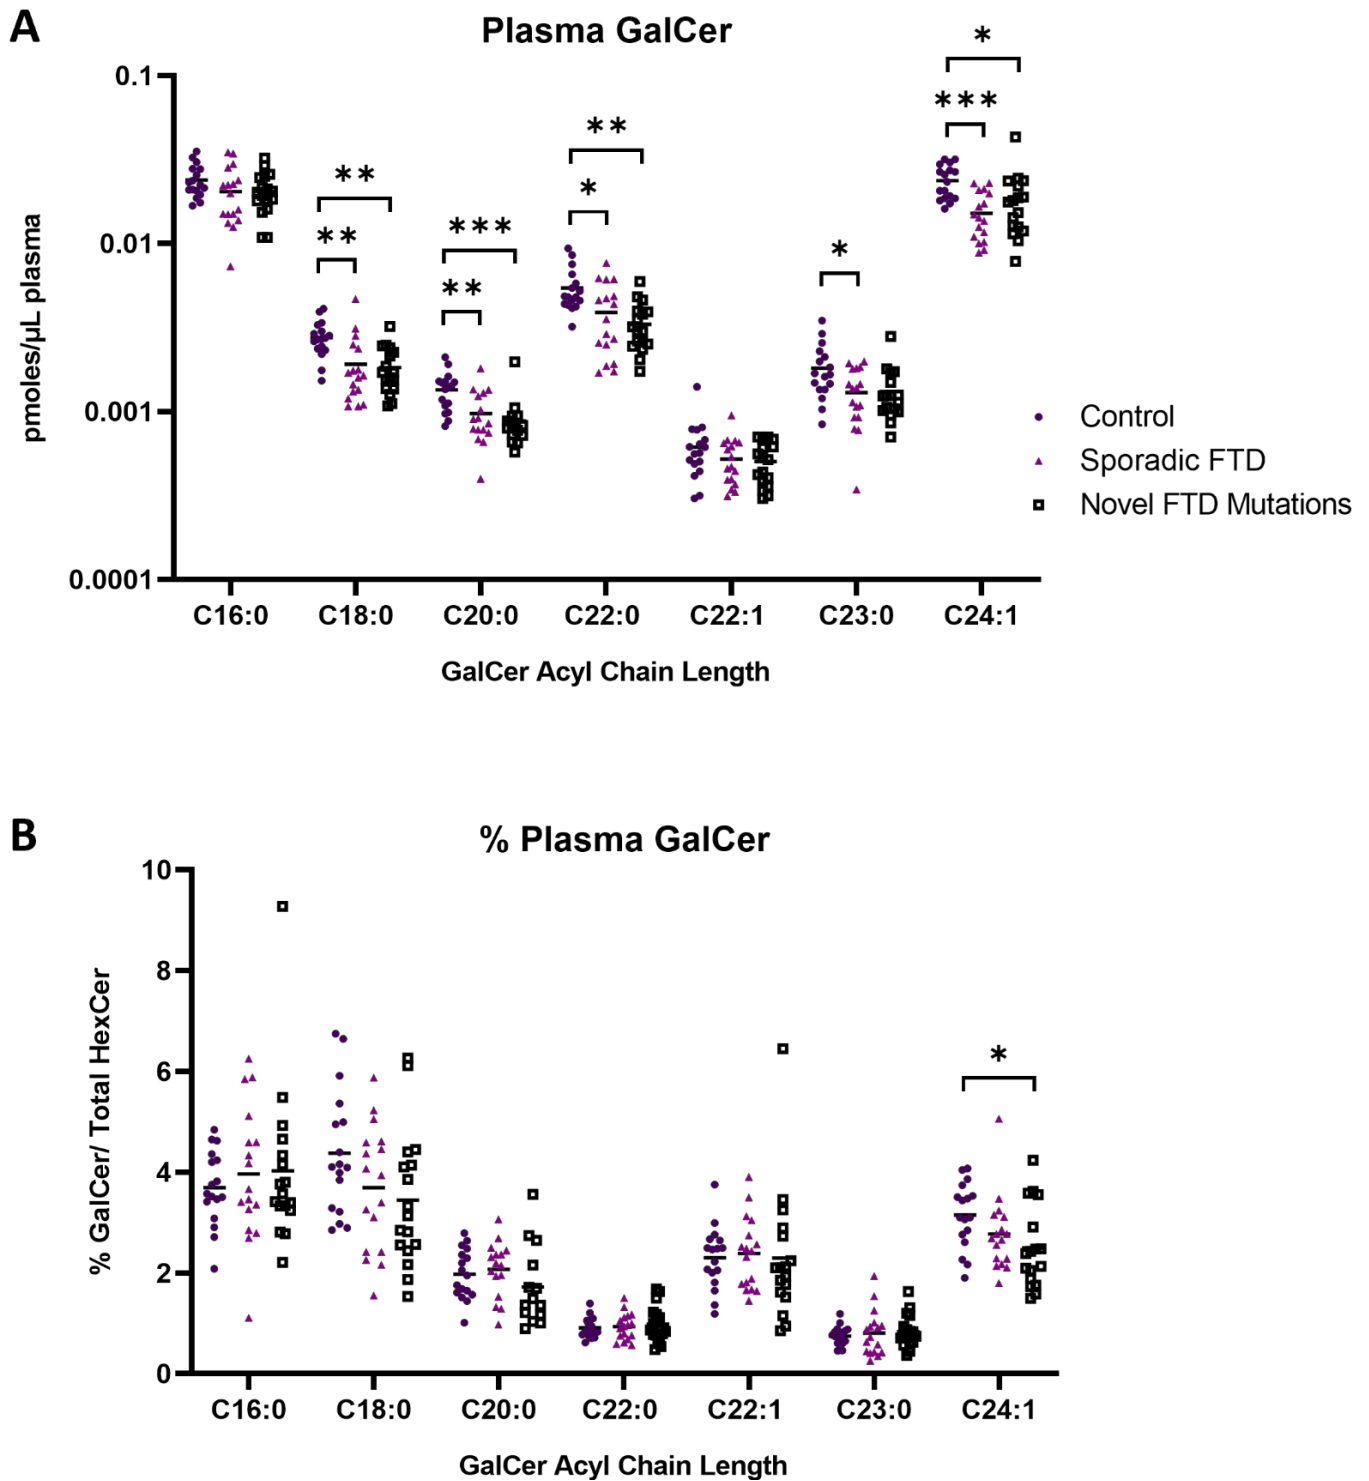 A
Plasma GalCer
pmoles/µL plasma
0.1
0.01
0.001
0.0001
** **
** ***
* **
*
*** *
C16:0 C18:0 C20:0 C22:0 C22:1 C23:0 C24:1
GalCer Acyl Chain Length
Control
Sporadic FTD
Novel FTD Mutations
B
% Plasma GalCer
% GalCer/ Total HexCer
10
8
6
4
2
0
*
C16:0 C18:0 C20:0 C22:0 C22:1 C23:0 C24:1
GalCer Acyl Chain Length